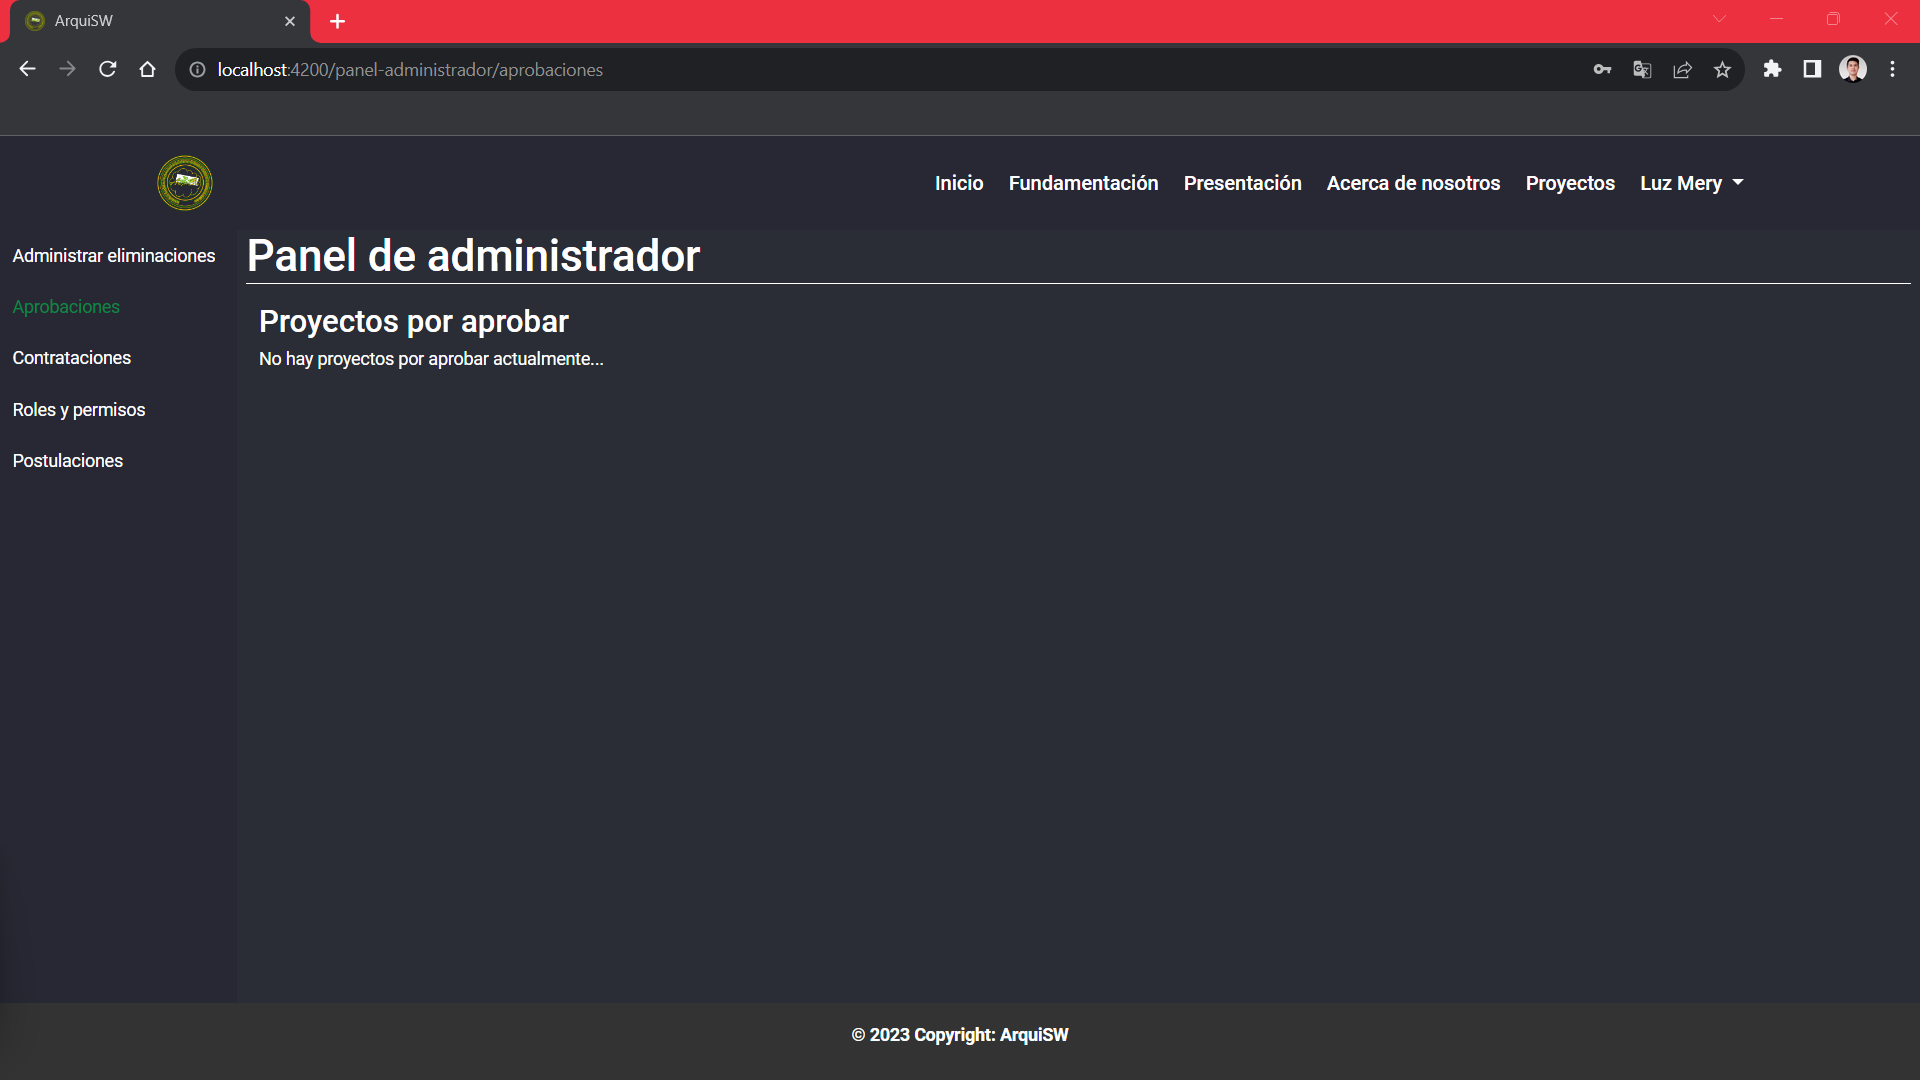 ArquiSW
localhost:4200/panel-administrador/aprobaciones
Inicio Fundamentación Presentación Acerca de nosotros Proyectos Luz Mery
Administrar eliminaciones
Aprobaciones
Contrataciones
Roles y permisos
Postulaciones
Panel de administrador
Proyectos por aprobar
No hay proyectos por aprobar actualmente...
© 2023 Copyright: ArquiSW